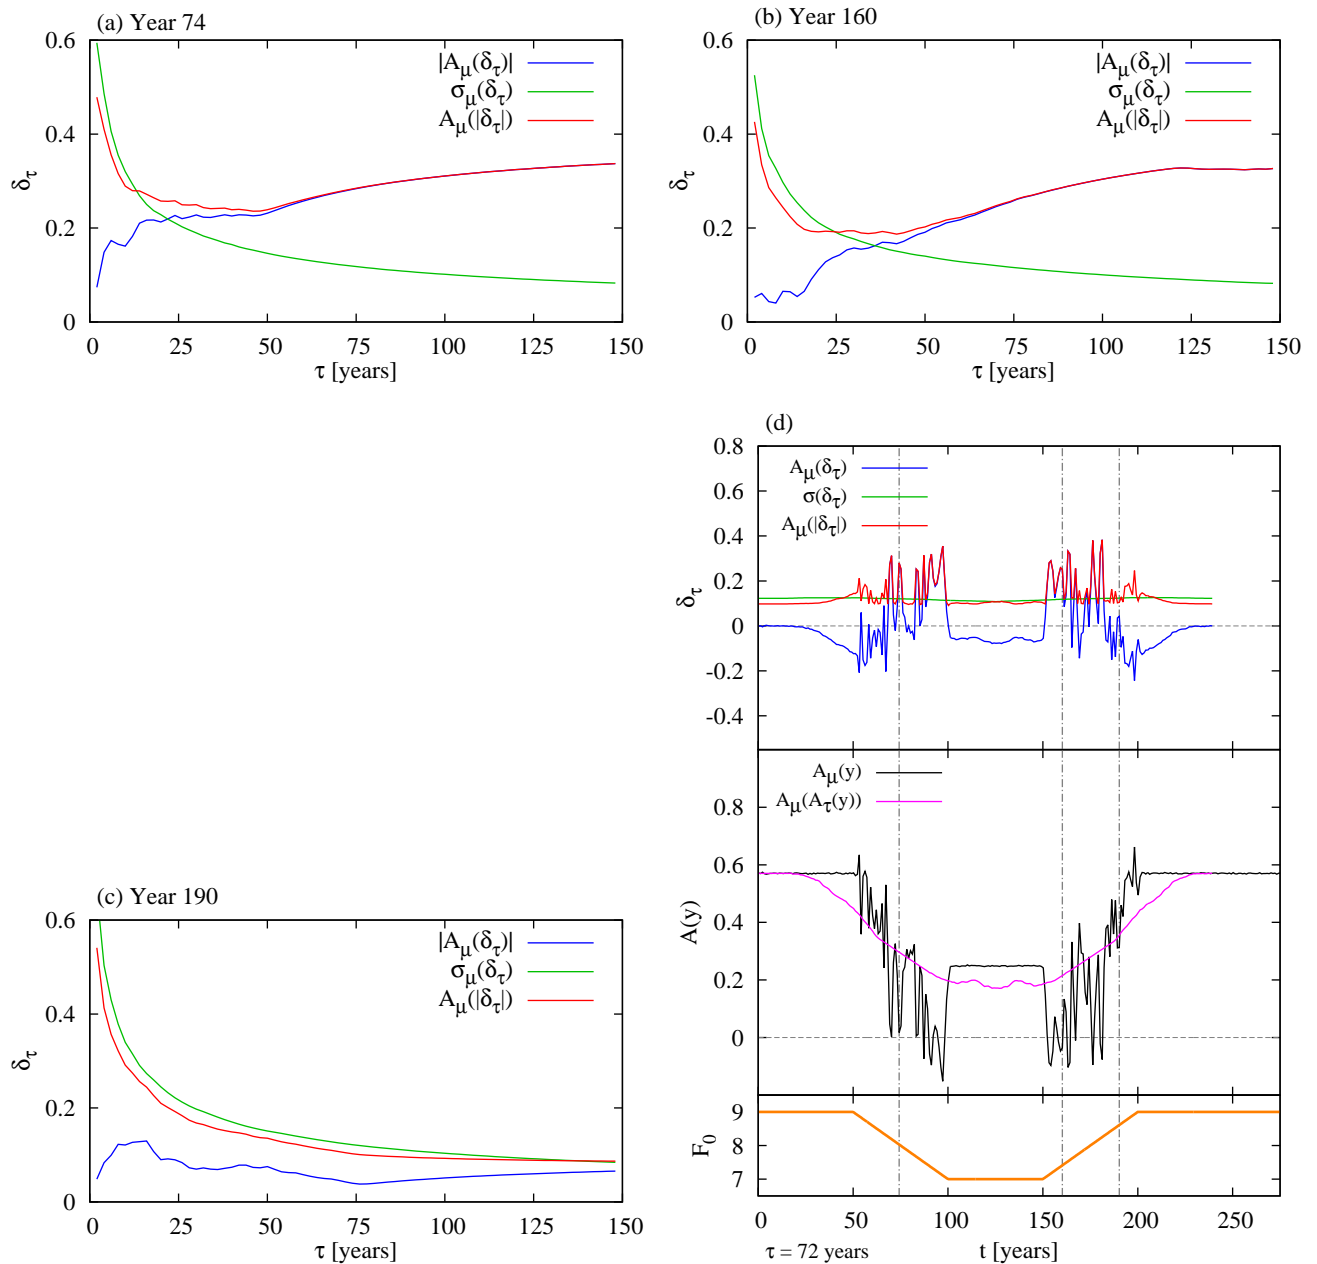 (a) Year 74
0.6
0.4
0.2
0
δτ
|Aμ(δτ)|
σμ(δτ)
Aμ(|δτ|)
0 25 50 75 100 125 150
τ [years]
(b) Year 160
0.6
0.4
0.2
0
δτ
|Aμ(δτ)|
σμ(δτ)
Aμ(|δτ|)
0 25 50 75 100 125 150
τ [years]
(c) Year 190
0.6
0.4
0.2
0
δτ
|Aμ(δτ)|
σμ(δτ)
Aμ(|δτ|)
0 25 50 75 100 125 150
τ [years]
(d)
0.8
0.6
0.4
0.2
0
-0.2
-0.4
δτ
Aμ(δτ)
σ(δτ)
Aμ(|δτ|)
0.8
0.6
0.4
0.2
0
A(y)
Aμ(y)
Aμ(Aτ(y))
9
8
7
F0
0 50 100 150 200 250
τ = 72 years
t [years]